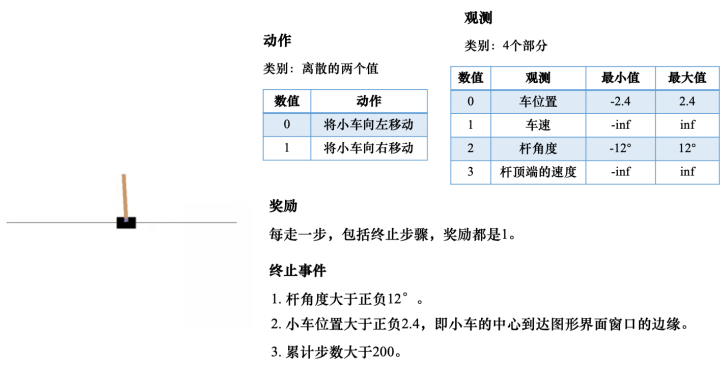 动作
类别：离散的两个值
数值 动作
0 将小车向左移动
1 将小车向右移动
观测
类别：4个部分
数值 观测 最小值 最大值
0 车位置 -2.4 2.4
1 车速 -inf inf
2 杆角度 -12° 12°
3 杆顶端的速度 -inf inf
奖励
每走一步，包括终止步骤，奖励都是1。
终止事件
1. 杆角度大于正负12°。
2. 小车位置大于正负2.4，即小车的中心到达图形界面窗口的边缘。
3. 累计步数大于200。